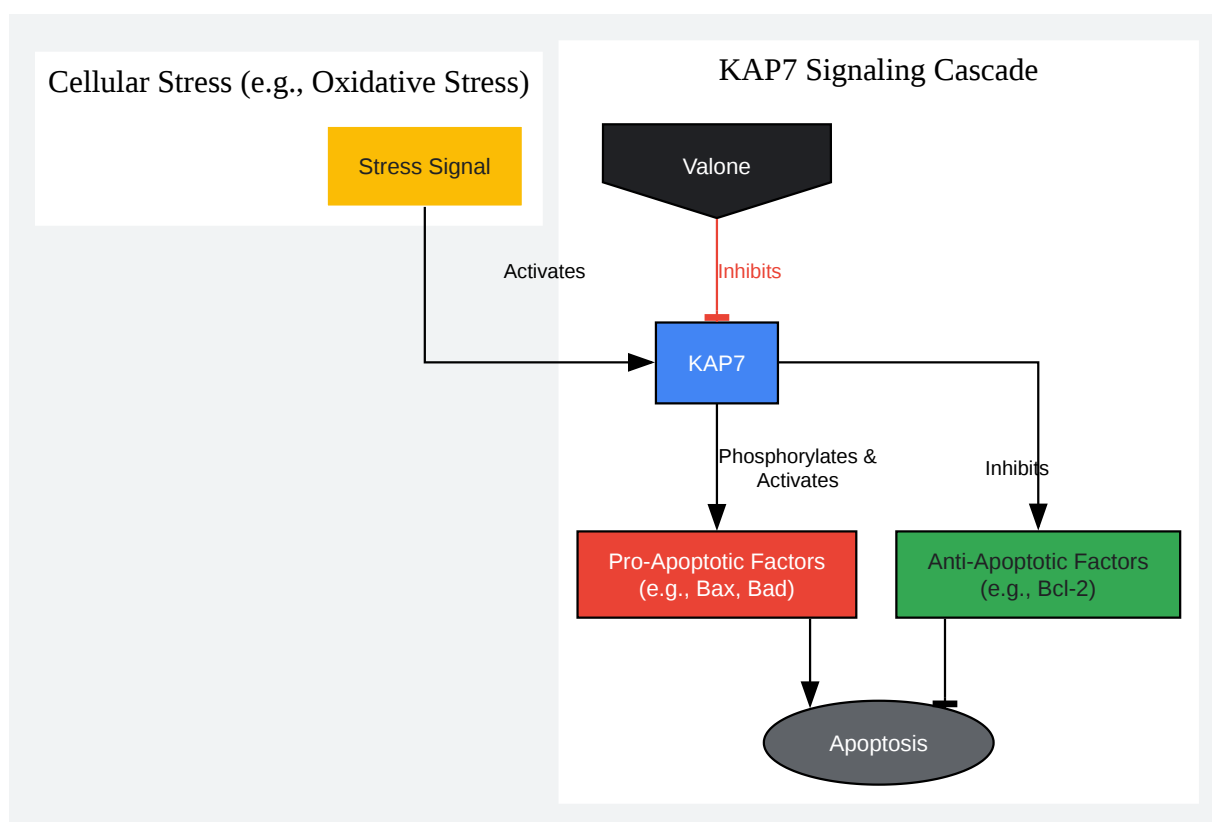 Cellular Stress (e.g., Oxidative Stress)
KAP7 Signaling Cascade
Stress Signal
Valone
Activates
Inhibits
KAP7
Phosphorylates &
Activates
Inhibits
Pro-Apoptotic Factors
(e.g., Bax, Bad)
Anti-Apoptotic Factors
(e.g., Bcl-2)
Apoptosis